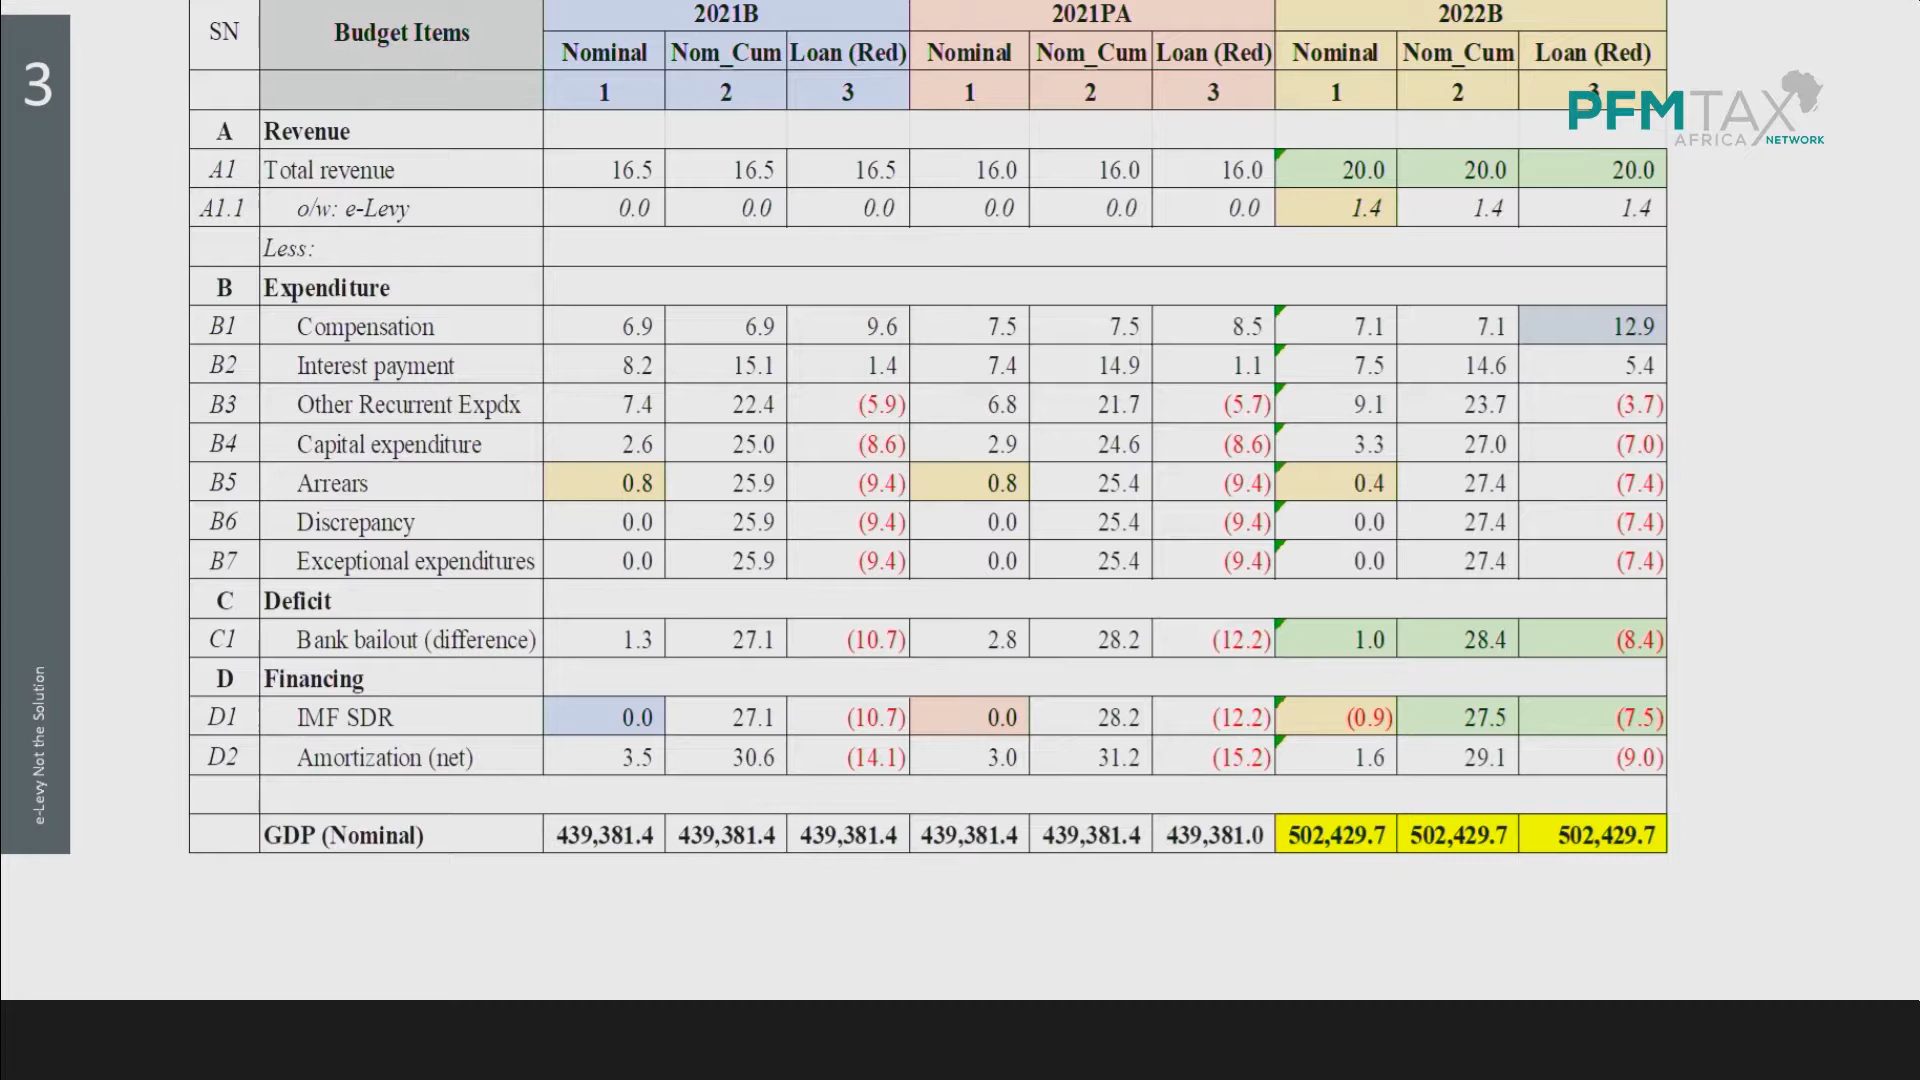 3
e-Levy Not the Solution
PFMTAX
AFRICA NETWORK
SN Budget Items 2021B 2021PA 2022B
Nominal Nom_Cum Loan (Red) Nominal Nom_Cum Loan (Red) Nominal Nom_Cum Loan (Red)
1 2 3 1 2 3 1 2 3
A Revenue
A1 Total revenue 16.5 16.5 16.5 16.0 16.0 16.0 20.0 20.0 20.0
A1.1 o/w: e-Levy 0.0 0.0 0.0 0.0 0.0 0.0 1.4 1.4 1.4
Less:
B Expenditure
B1 Compensation 6.9 6.9 9.6 7.5 7.5 8.5 7.1 7.1 12.9
B2 Interest payment 8.2 15.1 1.4 7.4 14.9 1.1 7.5 14.6 5.4
B3 Other Recurrent Expdx 7.4 22.4 (5.9) 6.8 21.7 (5.7) 9.1 23.7 (3.7)
B4 Capital expenditure 2.6 25.0 (8.6) 2.9 24.6 (8.6) 3.3 27.0 (7.0)
B5 Arrears 0.8 25.9 (9.4) 0.8 25.4 (9.4) 0.4 27.4 (7.4)
B6 Discrepancy 0.0 25.9 (9.4) 0.0 25.4 (9.4) 0.0 27.4 (7.4)
B7 Exceptional expenditures 0.0 25.9 (9.4) 0.0 25.4 (9.4) 0.0 27.4 (7.4)
C Deficit
C1 Bank bailout (difference) 1.3 27.1 (10.7) 2.8 28.2 (12.2) 1.0 28.4 (8.4)
D Financing
D1 IMF SDR 0.0 27.1 (10.7) 0.0 28.2 (12.2) (0.9) 27.5 (7.5)
D2 Amortization (net) 3.5 30.6 (14.1) 3.0 31.2 (15.2) 1.6 29.1 (9.0)
GDP (Nominal) 439,381.4 439,381.4 439,381.4 439,381.4 439,381.4 439,381.0 502,429.7 502,429.7 502,429.7